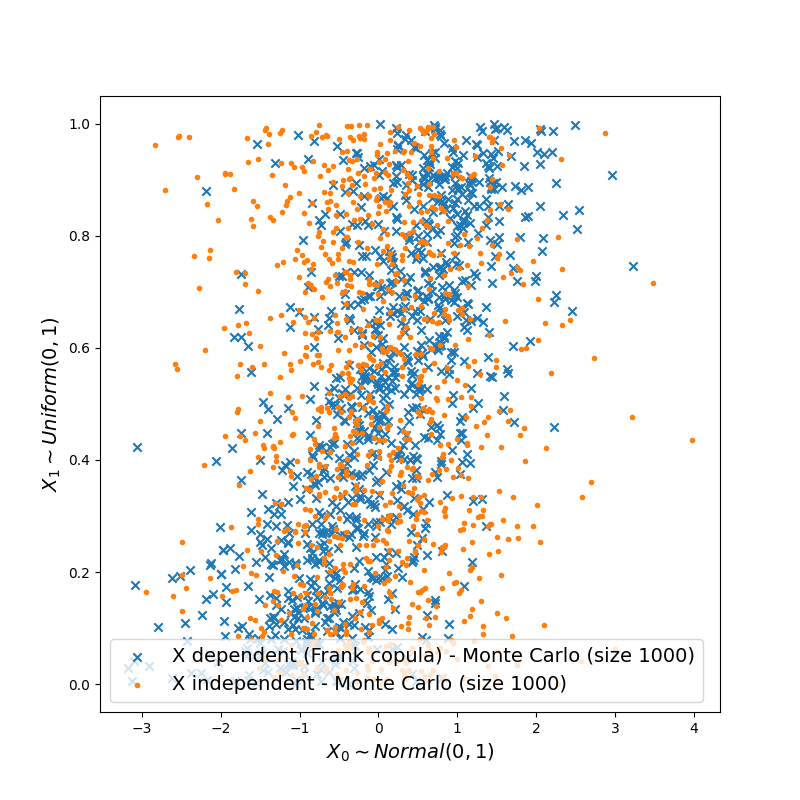 1.0
0.8
0.6
0.4
0.2
0.0
X₁ ~ Uniform(0, 1)
X dependent (Frank copula) - Monte Carlo (size 1000)
X independent - Monte Carlo (size 1000)
−3 −2 −1 0 1 2 3 4
X₀ ~ Normal(0, 1)